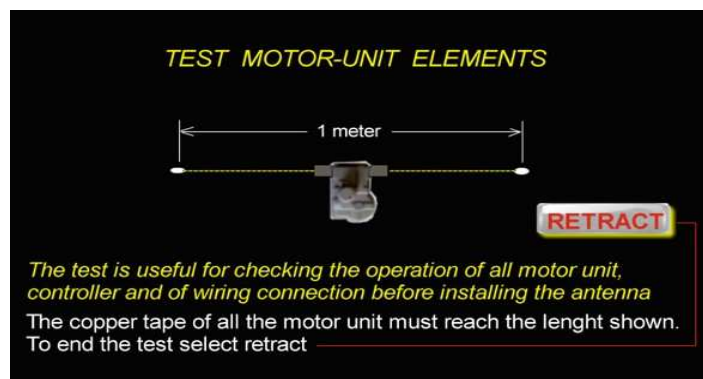 TEST MOTOR-UNIT ELEMENTS
1 meter
RETRACT
The test is useful for checking the operation of all motor unit,
controller and of wiring connection before installing the antenna
The copper tape of all the motor unit must reach the lenght shown.
To end the test select retract